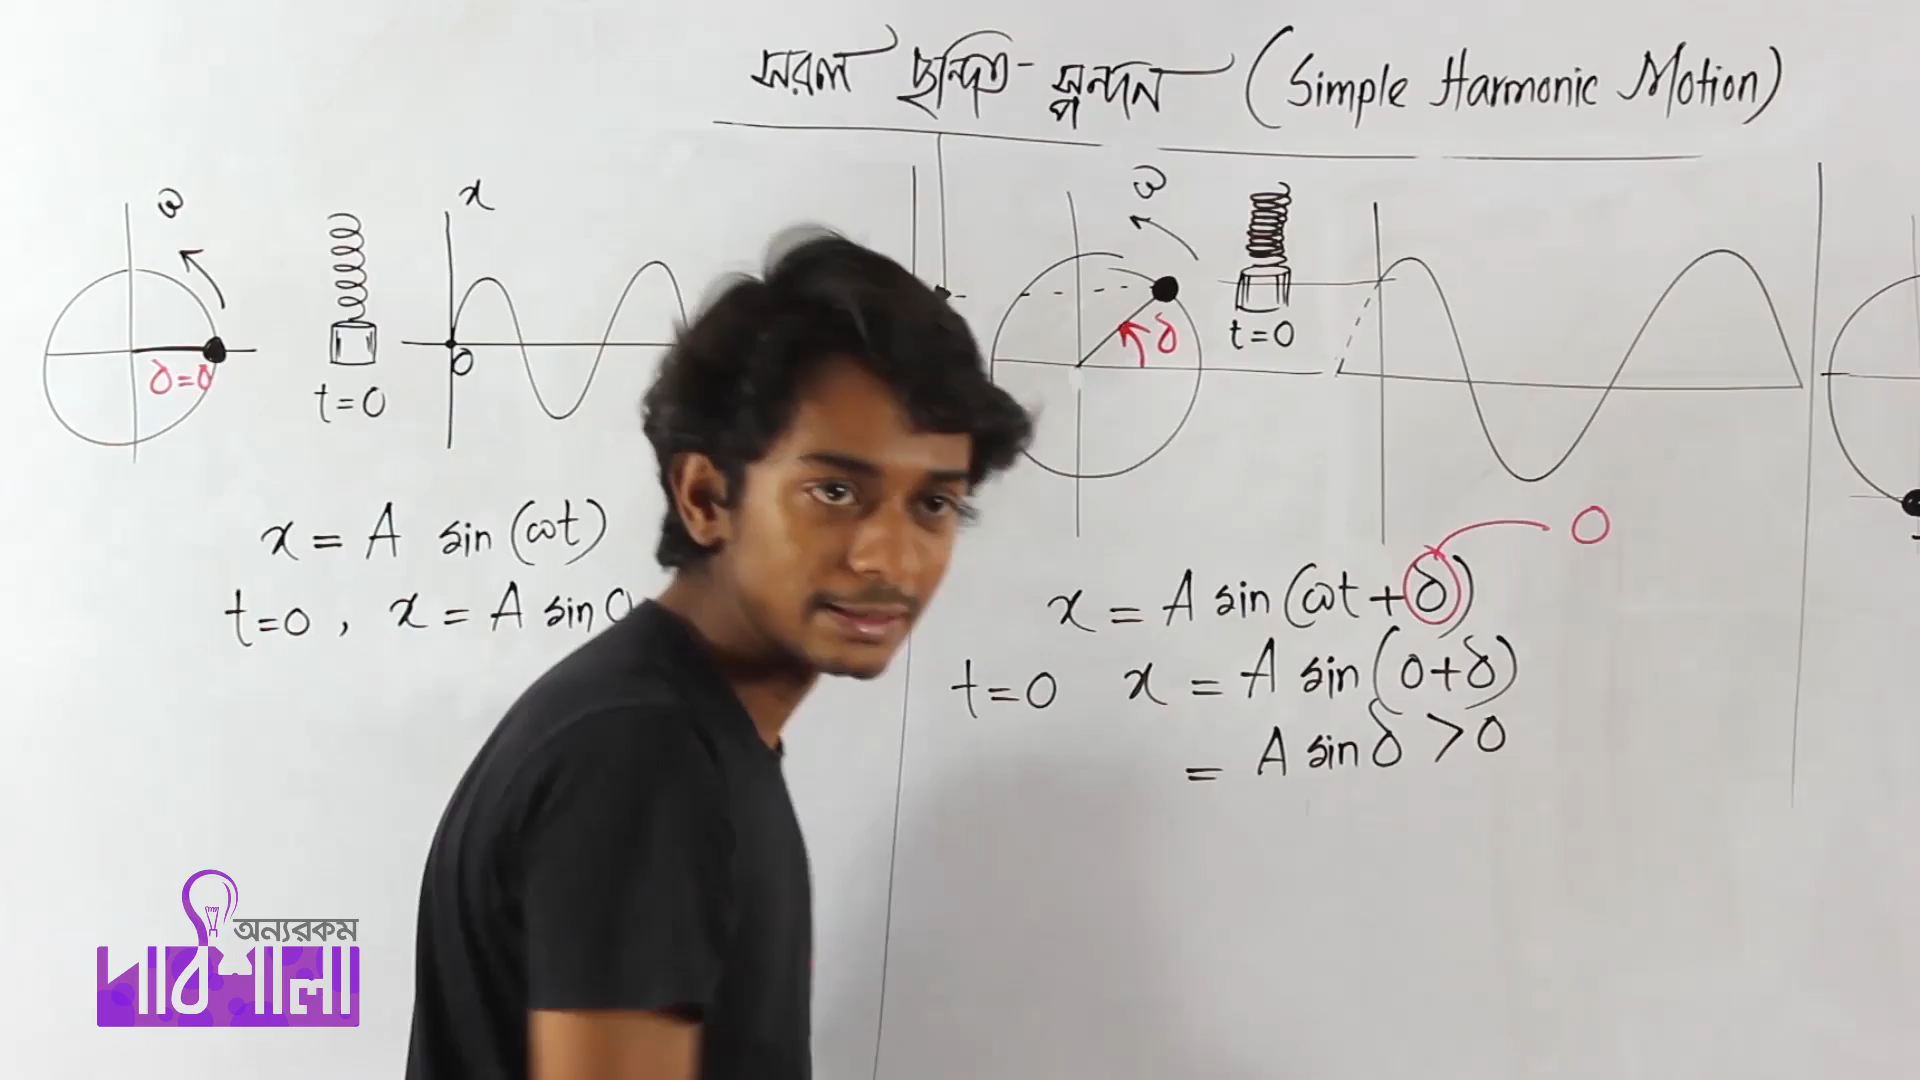 সরল ছন্দিত-স্পন্দন (Simple Harmonic Motion)
ω
x
δ=0
t=0
0
x = A sin (ωt)
t=0, x = A sin 0
ω
δ
t=0
0
x = A sin (ωt + δ)
t=0 x = A sin (0+δ)
= A sin δ > 0
অন্যরকম
পাঠশালা